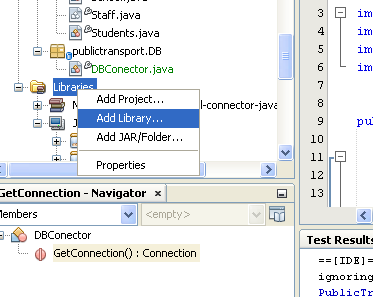 Staff.java
Students.java
publictransport.DB
DBConector.java
Libraries
Add Project...
l-connector-java
Add Library...
Add JAR/Folder...
Properties
3 im
4 im
5 im
6 im
7
8
9 pu
10
11
12
13
GetConnection - Navigator
Members
<empty>
DBConector
GetConnection() : Connection
Test Results
==[IDE]=
ignoring
PublicTr